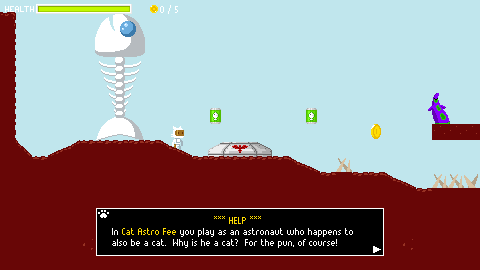 HEALTH 0 / 5
*** HELP ***
In Cat Astro Fee you play as an astronaut who happens to
also be a cat. Why is he a cat? For the pun, of course!